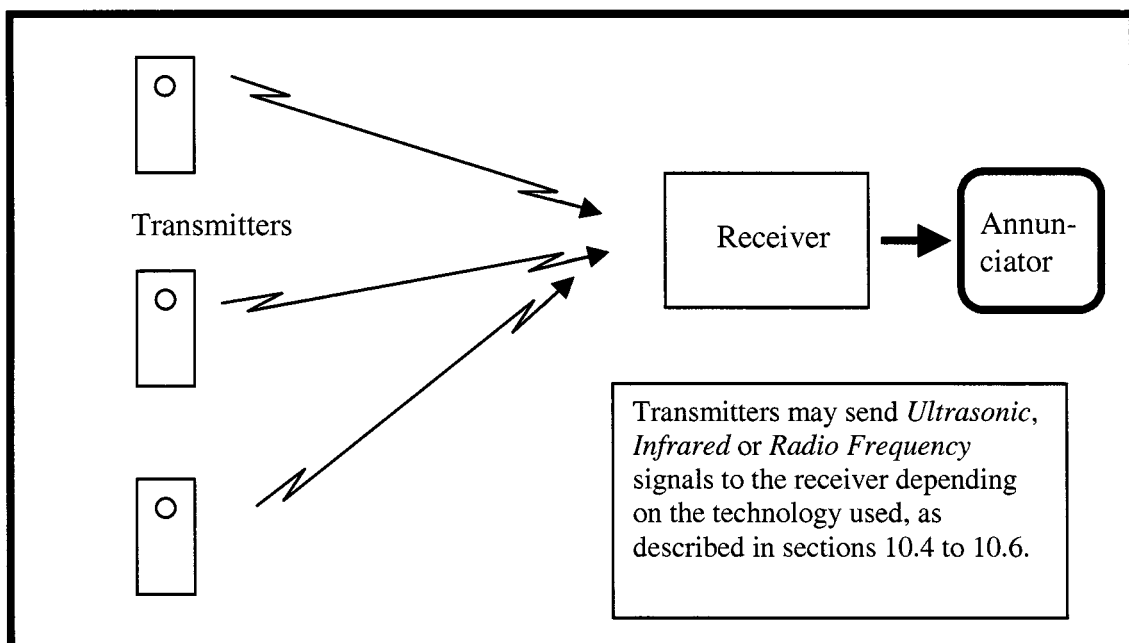 Transmitters
Receiver
Annun-
ciator
Transmitters may send Ultrasonic,
Infrared or Radio Frequency
signals to the receiver depending
on the technology used, as
described in sections 10.4 to 10.6.